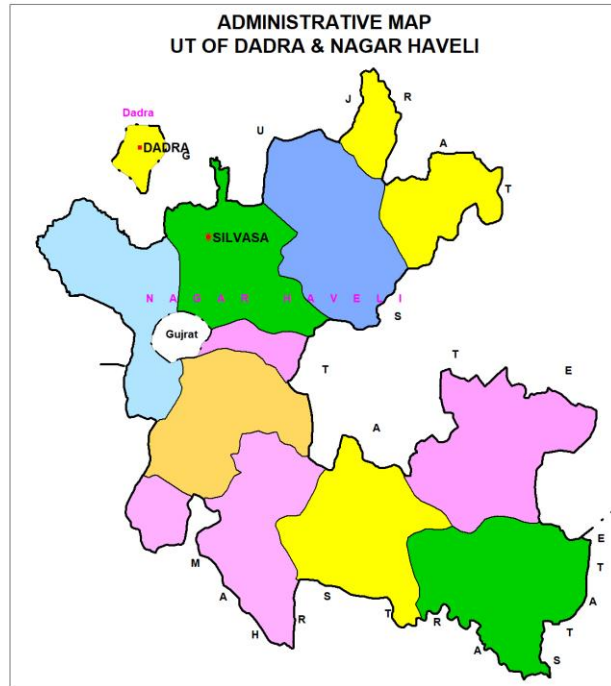 ADMINISTRATIVE MAP
UT OF DADRA & NAGAR HAVELI
Dadra
DADRA
G U J R A T
SILVASA
N A G A R H A V E L I
Gujrat
S T A T E
M A H R S T R A
S T A T E